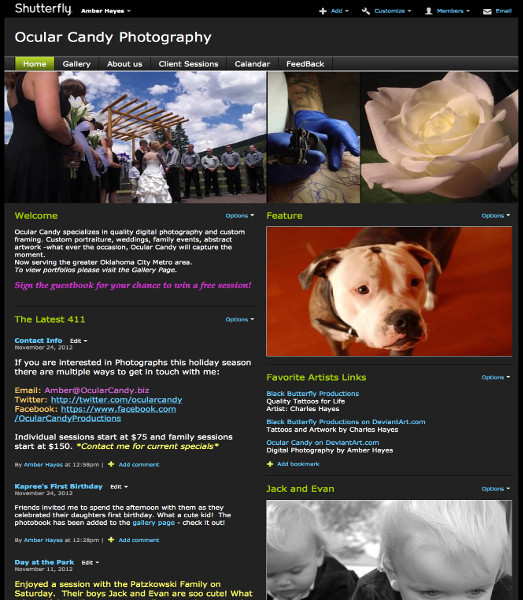 Shutterfly Amber Hayes Add Customize Members Email
Ocular Candy Photography
Home Gallery About us Client Sessions Calandar FeedBack
Welcome Options
Ocular Candy specializes in quality digital photography and custom
framing. Custom portraiture, weddings, family events, abstract
artwork -what ever the occasion, Ocular Candy will capture the
moment.
Now serving the greater Oklahoma City Metro area.
To view portfolios please visit the Gallery Page.
Sign the guestbook for your chance to win a free session!
The Latest 411 Options
Contact Info Edit
November 24, 2012
If you are interested in Photographs this holiday season
there are multiple ways to get in touch with me:
Email: Amber@OcularCandy.biz
Twitter: http://twitter.com/ocularcandy
Facebook: https://www.facebook.com
/OcularCandyProductions
Individual sessions start at $75 and family sessions
start at $150. *Contact me for current specials*
By Amber Hayes at 12:58pm | Add comment
Kapree's First Birthday Edit
November 24, 2012
Friends invited me to spend the afternoon with them as they
celebrated their daughters first birthday. What a cute kid! The
photobook has been added to the gallery page - check it out!
By Amber Hayes at 12:28pm | Add comment
Day at the Park Edit
November 11, 2012
Enjoyed a session with the Patzkowski Family on
Saturday. Their boys Jack and Evan are soo cute! What
Feature Options
Favorite Artists Links Options
Black Butterfly Productions
Quality Tattoos for Life
Artist: Charles Hayes
Black Butterfly Productions on DeviantArt.com
Tattoos and Artwork by Charles Hayes
Ocular Candy on DeviantArt.com
Digital Photography by Amber Hayes
Add bookmark
Jack and Evan Options